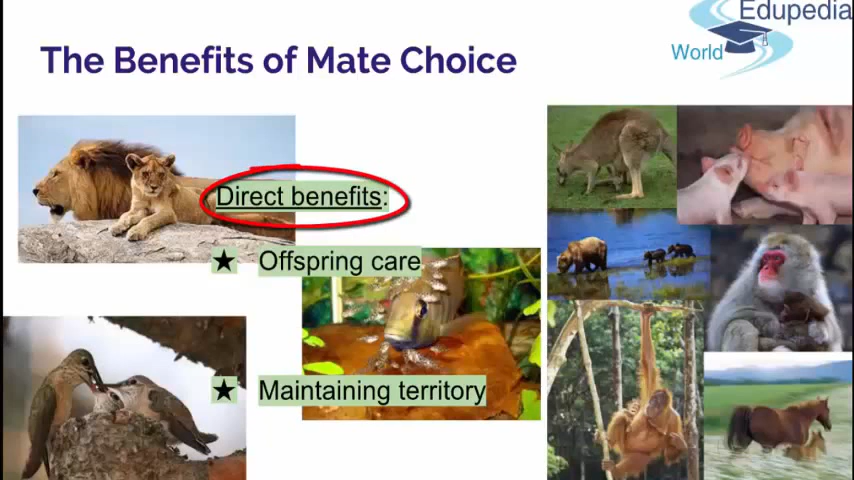 Edupedia
World
The Benefits of Mate Choice
Direct benefits:
★ Offspring care
★ Maintaining territory